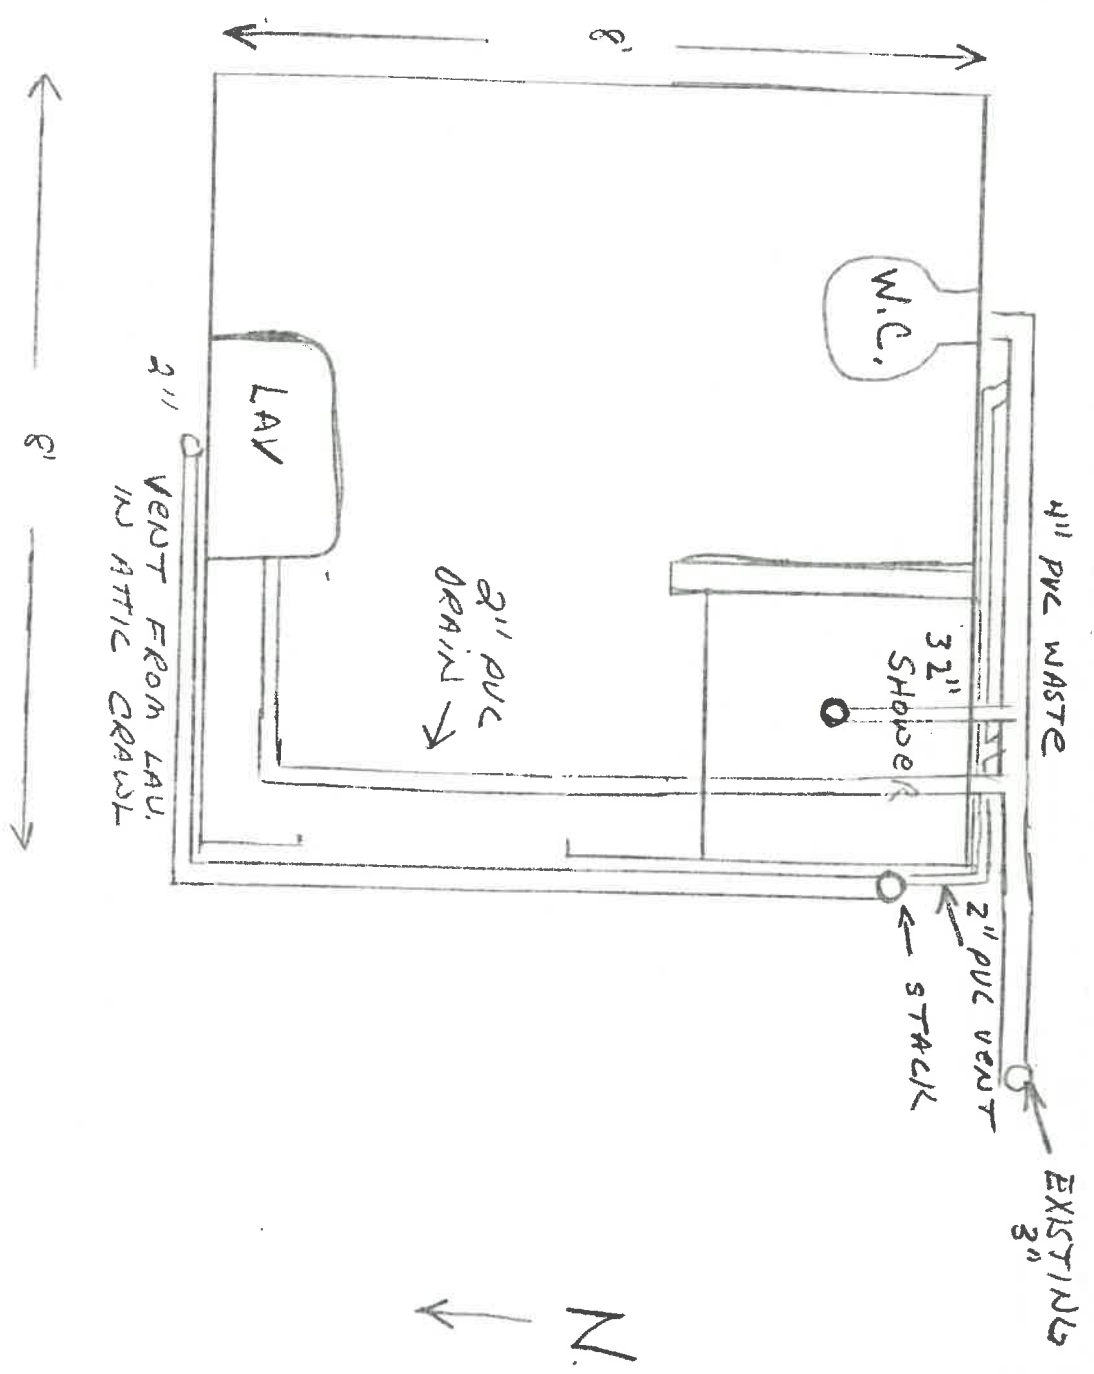 4" PVC WASTE
EXISTING
3"
2" PVC VENT
32"
SHOWER
STACK
W.C.
8'
N.
2" PVC
DRAIN
LAV
2" VENT FROM LAV.
IN ATTIC CRAWL
8'